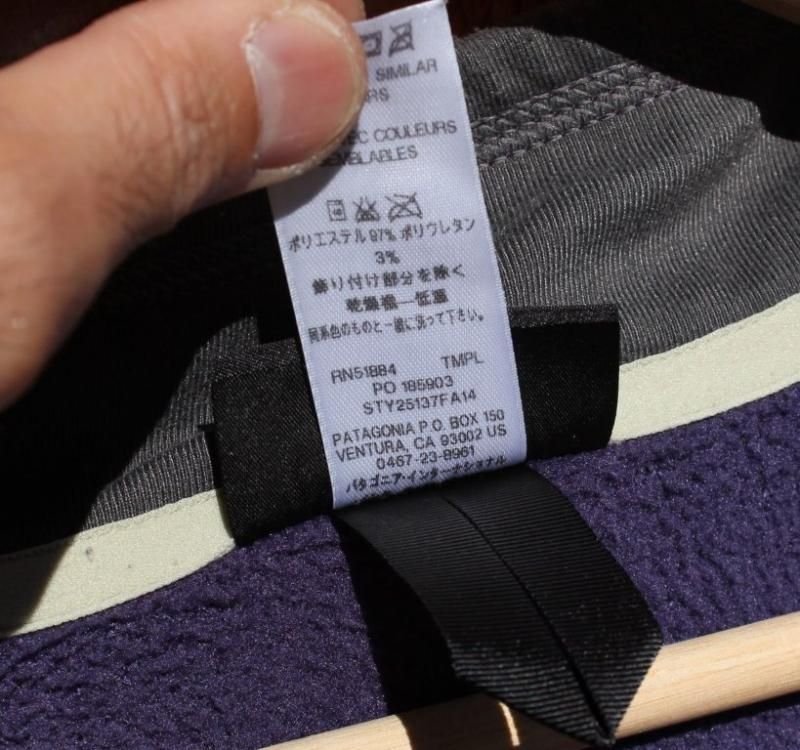 SIMILAR
RS
EC COULEURS
SEMBLABLES
ポリエステル97% ポリウレタン
3%
飾り付け部分を除く
乾燥機—低温
同系色のものと一緒に洗って下さい。
RN51884 TMPL
PO 185903
STY25137FA14
PATAGONIA P.O. BOX 150
VENTURA, CA 93002 US
0467-23-8961
パタゴニア・インターナショナル